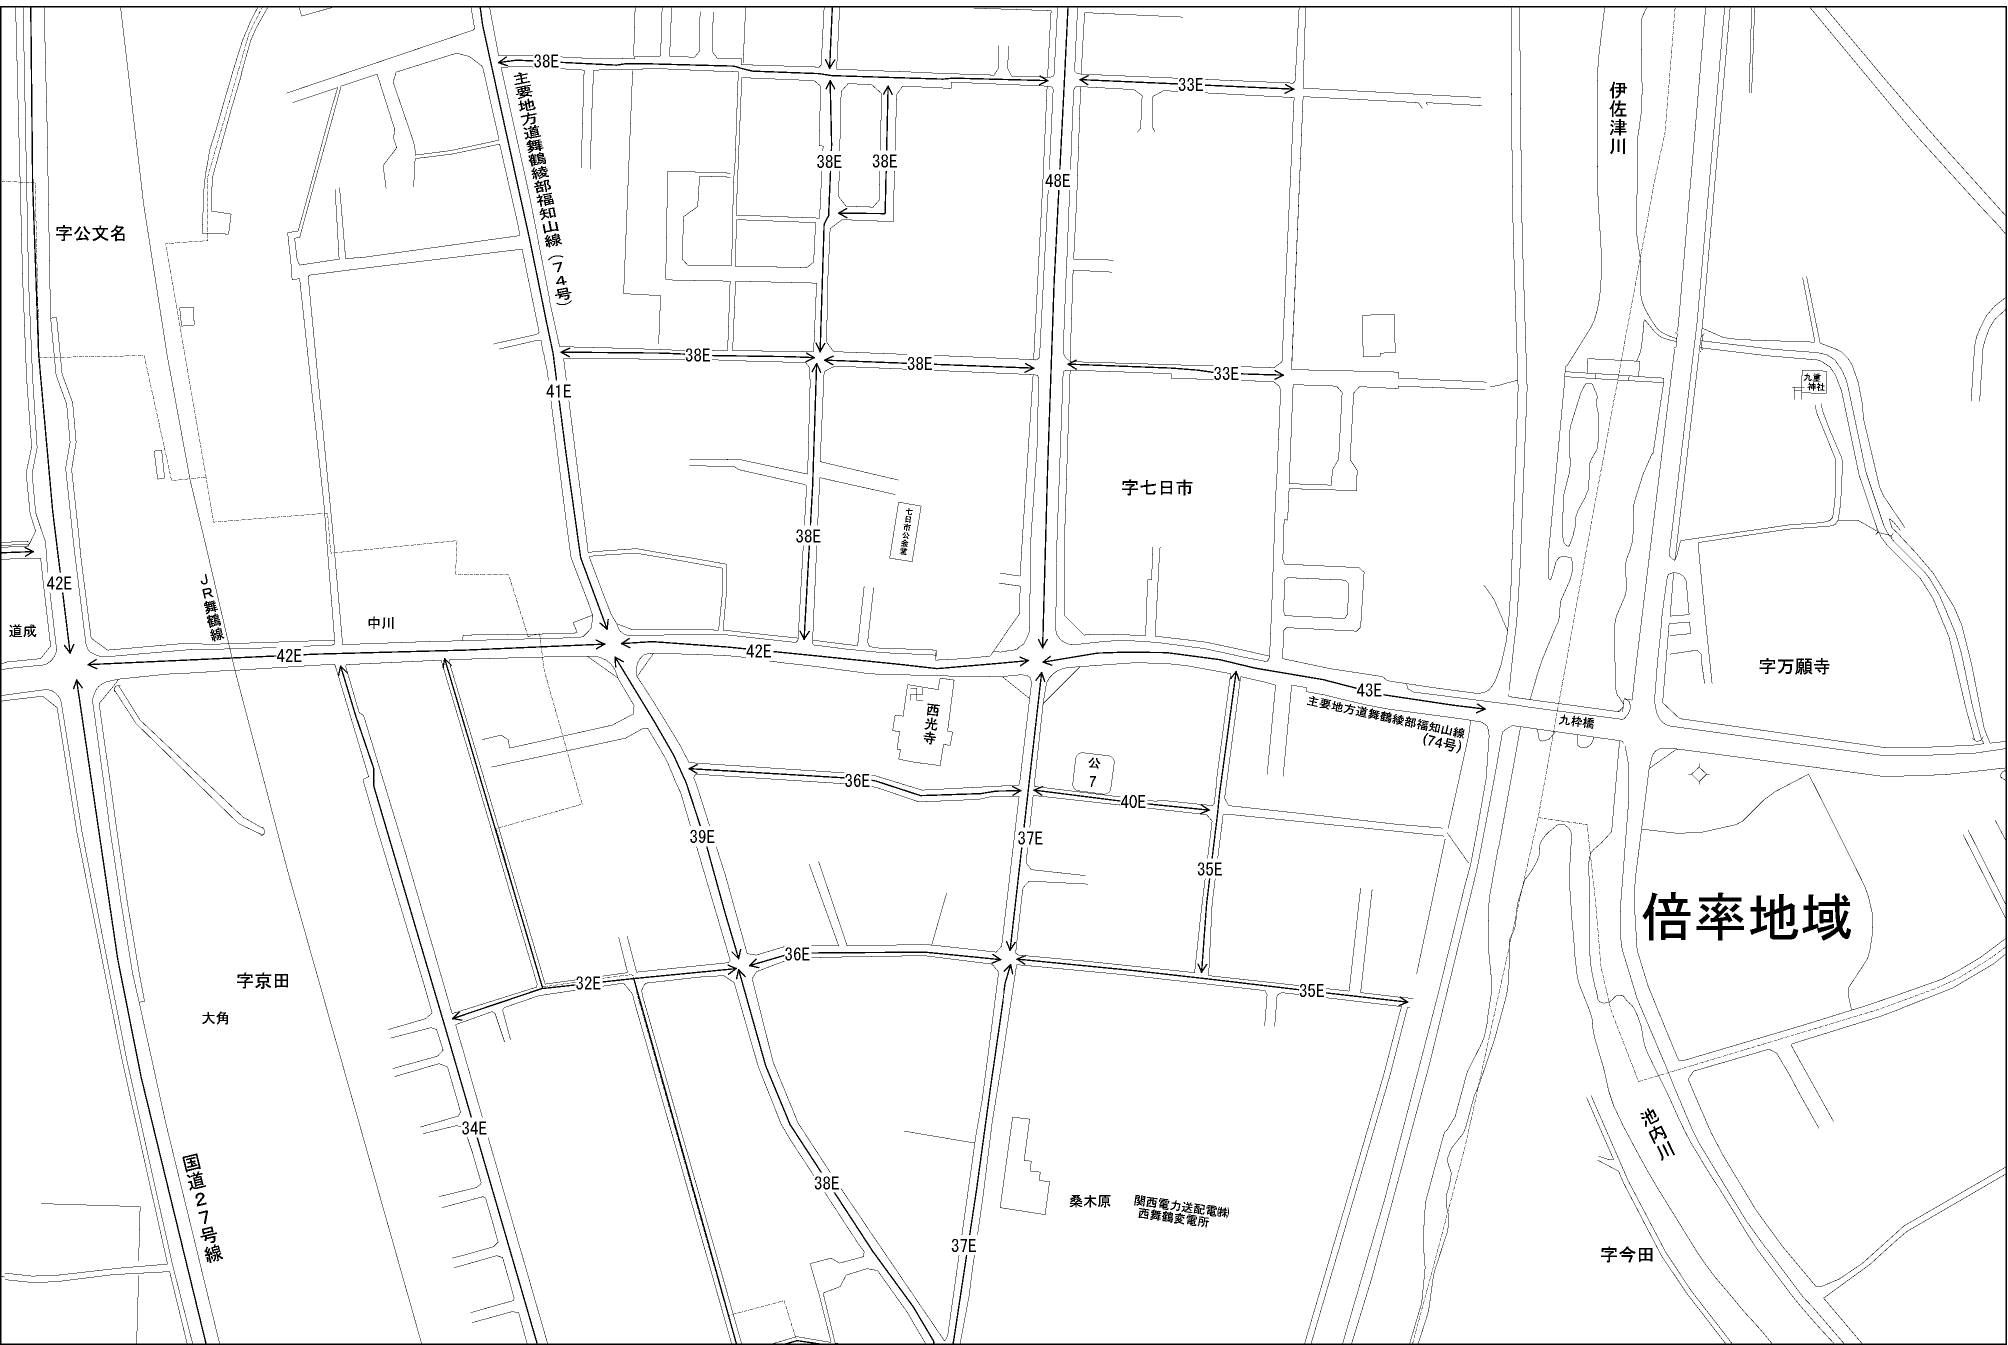 38E
33E
主要地方道舞鶴綾部福知山線(74号)
伊佐津川
38E
38E
48E
字公文名
38E
38E
33E
41E
九重
神社
字七日市
七日市公会堂
38E
42E
JR舞鶴線
中川
道成
42E
42E
字万願寺
43E
主要地方道舞鶴綾部福知山線
(74号)
九枠橋
西光寺
公
7
36E
40E
39E
37E
35E
倍率地域
36E
字京田
32E
35E
大角
34E
池内川
国道27号線
38E
桑木原
関西電力送配電㈱
西舞鶴変電所
37E
字今田